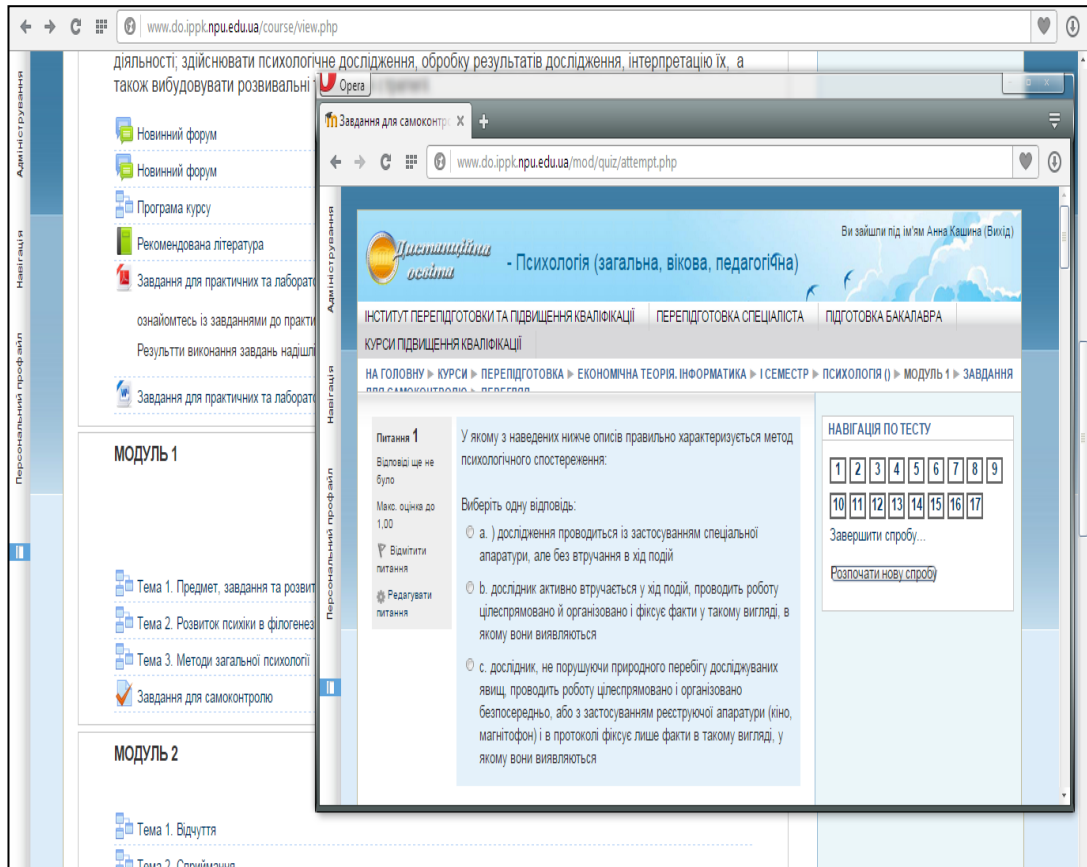 www.do.ippk.npu.edu.ua/course/view.php
діяльності; здійснювати психологічне дослідження, обробку результатів дослідження, інтерпретацію їх, а
також вибудовувати розвивальні
Адміністрування
Навігація
Персональний профайл
Новинний форум
Новинний форум
Програма курсу
Рекомендована література
Завдання для практичних та лаборато
ознайомтесь із завданнями до практи
Резульtти виконання завдань надішлі
Завдання для практичних та лаборато
МОДУЛЬ 1
Тема 1. Предмет, завдання та розвит
Тема 2. Розвиток психіки в філогенез
Тема 3. Методи загальної психології
Завдання для самоконтролю
МОДУЛЬ 2
Тема 1. Відчуття
Тема 2. Сприймання
Opera
Завдання для самоконтро
www.do.ippk.npu.edu.ua/mod/quiz/attempt.php
Адміністрування
Навігація
Персональний профайл
Ви зайшли під ім'ям Анна Кашина (Вихід)
Дистанційна
освіта
- Психологія (загальна, вікова, педагогічна)
ІНСТИТУТ ПЕРЕПІДГОТОВКИ ТА ПІДВИЩЕННЯ КВАЛІФІКАЦІЇ ПЕРЕПІДГОТОВКА СПЕЦІАЛІСТА ПІДГОТОВКА БАКАЛАВРА
КУРСИ ПІДВИЩЕННЯ КВАЛІФІКАЦІЇ
НА ГОЛОВНУ ▶ КУРСИ ▶ ПЕРЕПІДГОТОВКА ▶ ЕКОНОМІЧНА ТЕОРІЯ. ІНФОРМАТИКА ▶ І СЕМЕСТР ▶ ПСИХОЛОГІЯ () ▶ МОДУЛЬ 1 ▶ ЗАВДАННЯ
ДЛЯ САМОКОНТРОЛЮ ▶ ПЕРЕГЛЯД
Питання 1
Відповіді ще не
було
Макс. оцінка до
1,00
Відмітити
питання
Редагувати
питання
У якому з наведених нижче описів правильно характеризується метод
психологічного спостереження:
Виберіть одну відповідь:
a. ) дослідження проводиться із застосуванням спеціальної
апаратури, але без втручання в хід подій
b. дослідник активно втручається у хід подій, проводить роботу
цілеспрямовано й організовано і фіксує факти у такому вигляді, в
якому вони виявляються
c. дослідник, не порушуючи природного перебігу досліджуваних
явищ, проводить роботу цілеспрямовано і організовано
безпосередньо, або з застосуванням реєструючої апаратури (кіно,
магнітофон) і в протоколі фіксує лише факти в такому вигляді, у
якому вони виявляються
НАВІГАЦІЯ ПО ТЕСТУ
1 2 3 4 5 6 7 8 9
10 11 12 13 14 15 16 17
Завершити спробу...
Розпочати нову спробу